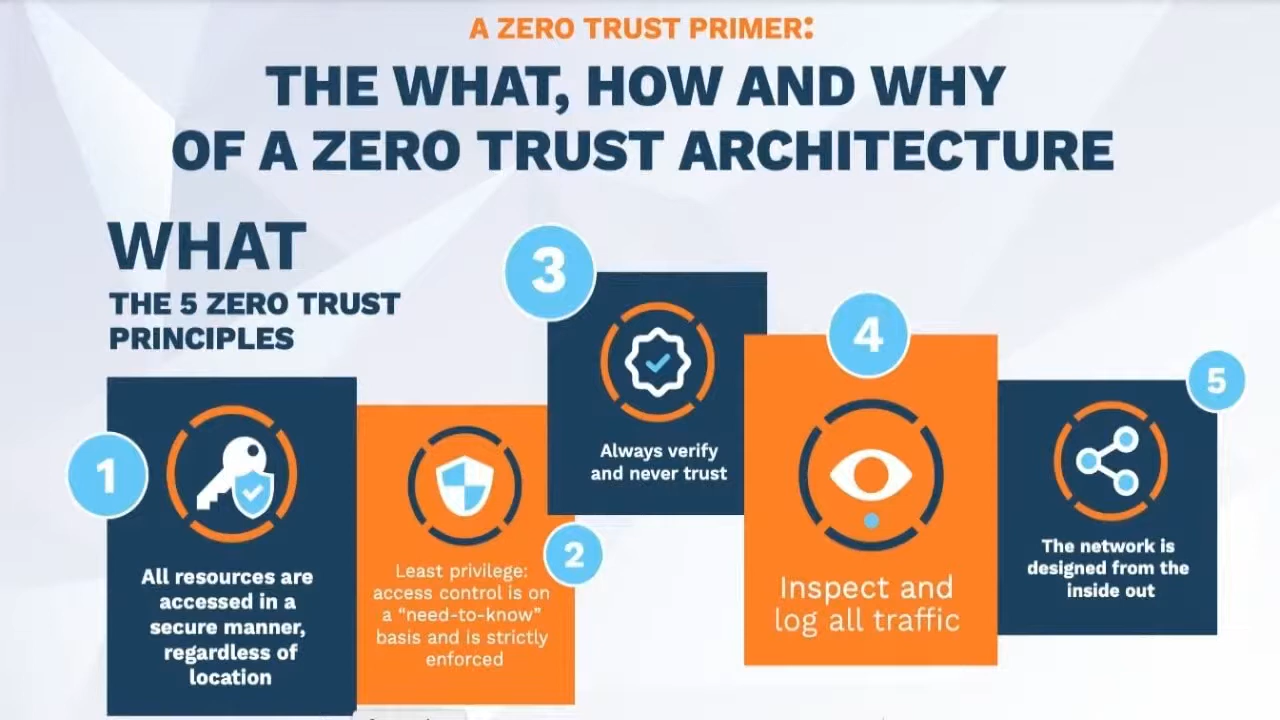 A ZERO TRUST PRIMER:
THE WHAT, HOW AND WHY
OF A ZERO TRUST ARCHITECTURE
WHAT
THE 5 ZERO TRUST
PRINCIPLES
1
All resources are
accessed in a
secure manner,
regardless of
location
2
Least privilege:
access control is on
a “need-to-know”
basis and is strictly
enforced
3
Always verify
and never trust
4
Inspect and
log all traffic
5
The network is
designed from the
inside out